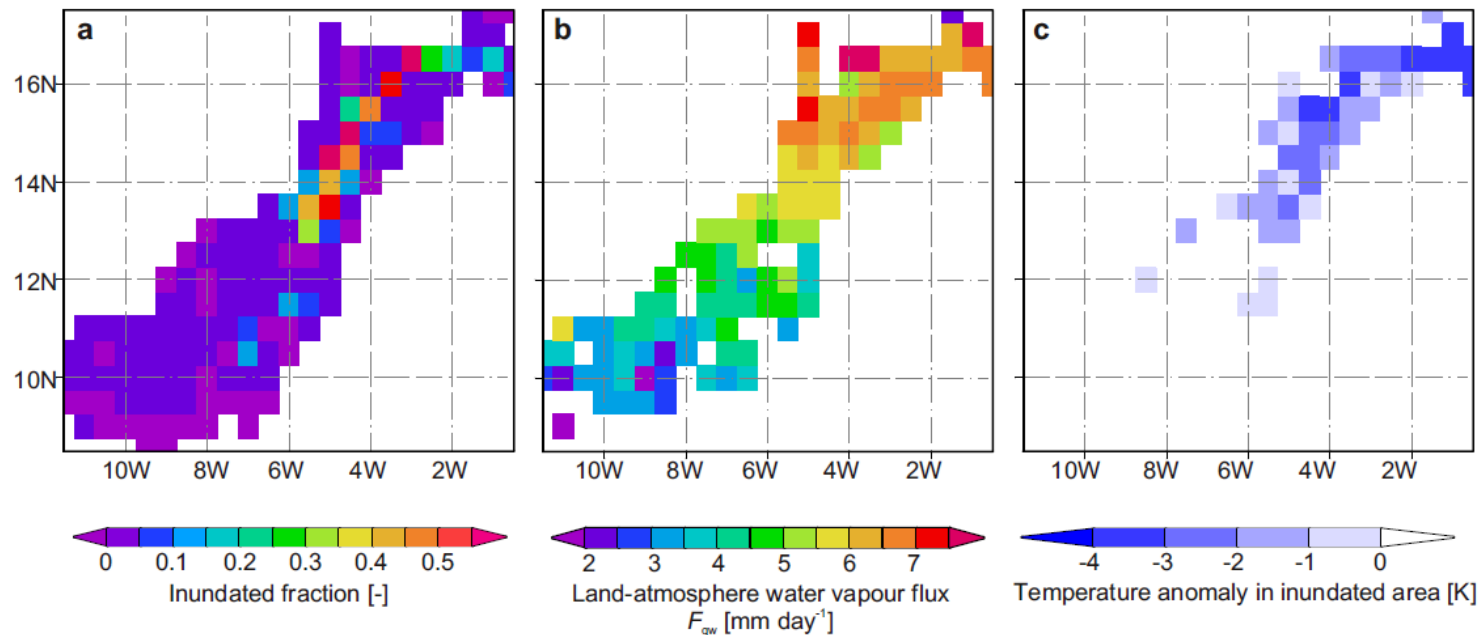 a
b
c
16N
14N
12N
10N
10W 8W 6W 4W 2W
10W 8W 6W 4W 2W
10W 8W 6W 4W 2W
0 0.1 0.2 0.3 0.4 0.5
Inundated fraction [-]
2 3 4 5 6 7
Land-atmosphere water vapour flux
F_gw [mm day⁻¹]
-4 -3 -2 -1 0
Temperature anomaly in inundated area [K]